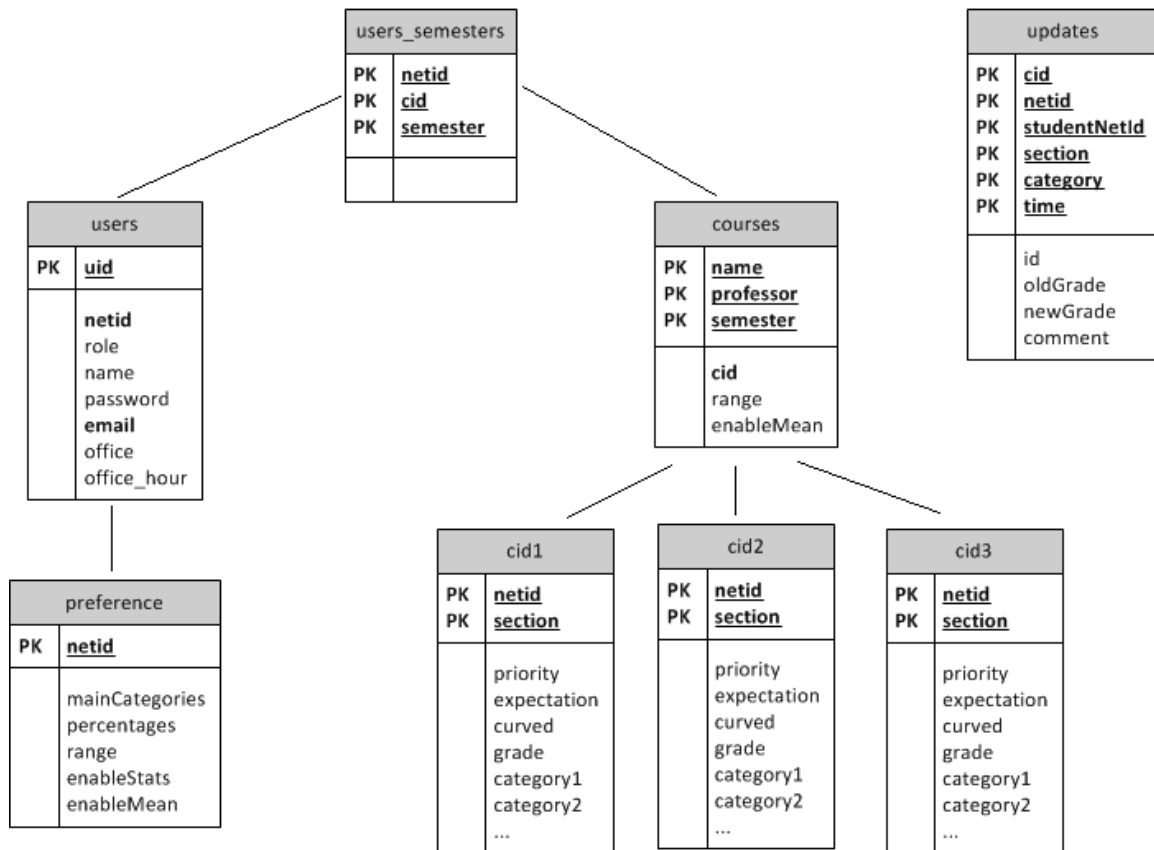 users_semesters
PK netid
PK cid
PK semester
updates
PK cid
PK netid
PK studentNetId
PK section
PK category
PK time
id
oldGrade
newGrade
comment
users
PK uid
netid
role
name
password
email
office
office_hour
courses
PK name
PK professor
PK semester
cid
range
enableMean
preference
PK netid
mainCategories
percentages
range
enableStats
enableMean
cid1
PK netid
PK section
priority
expectation
curved
grade
category1
category2
...
cid2
PK netid
PK section
priority
expectation
curved
grade
category1
category2
...
cid3
PK netid
PK section
priority
expectation
curved
grade
category1
category2
...